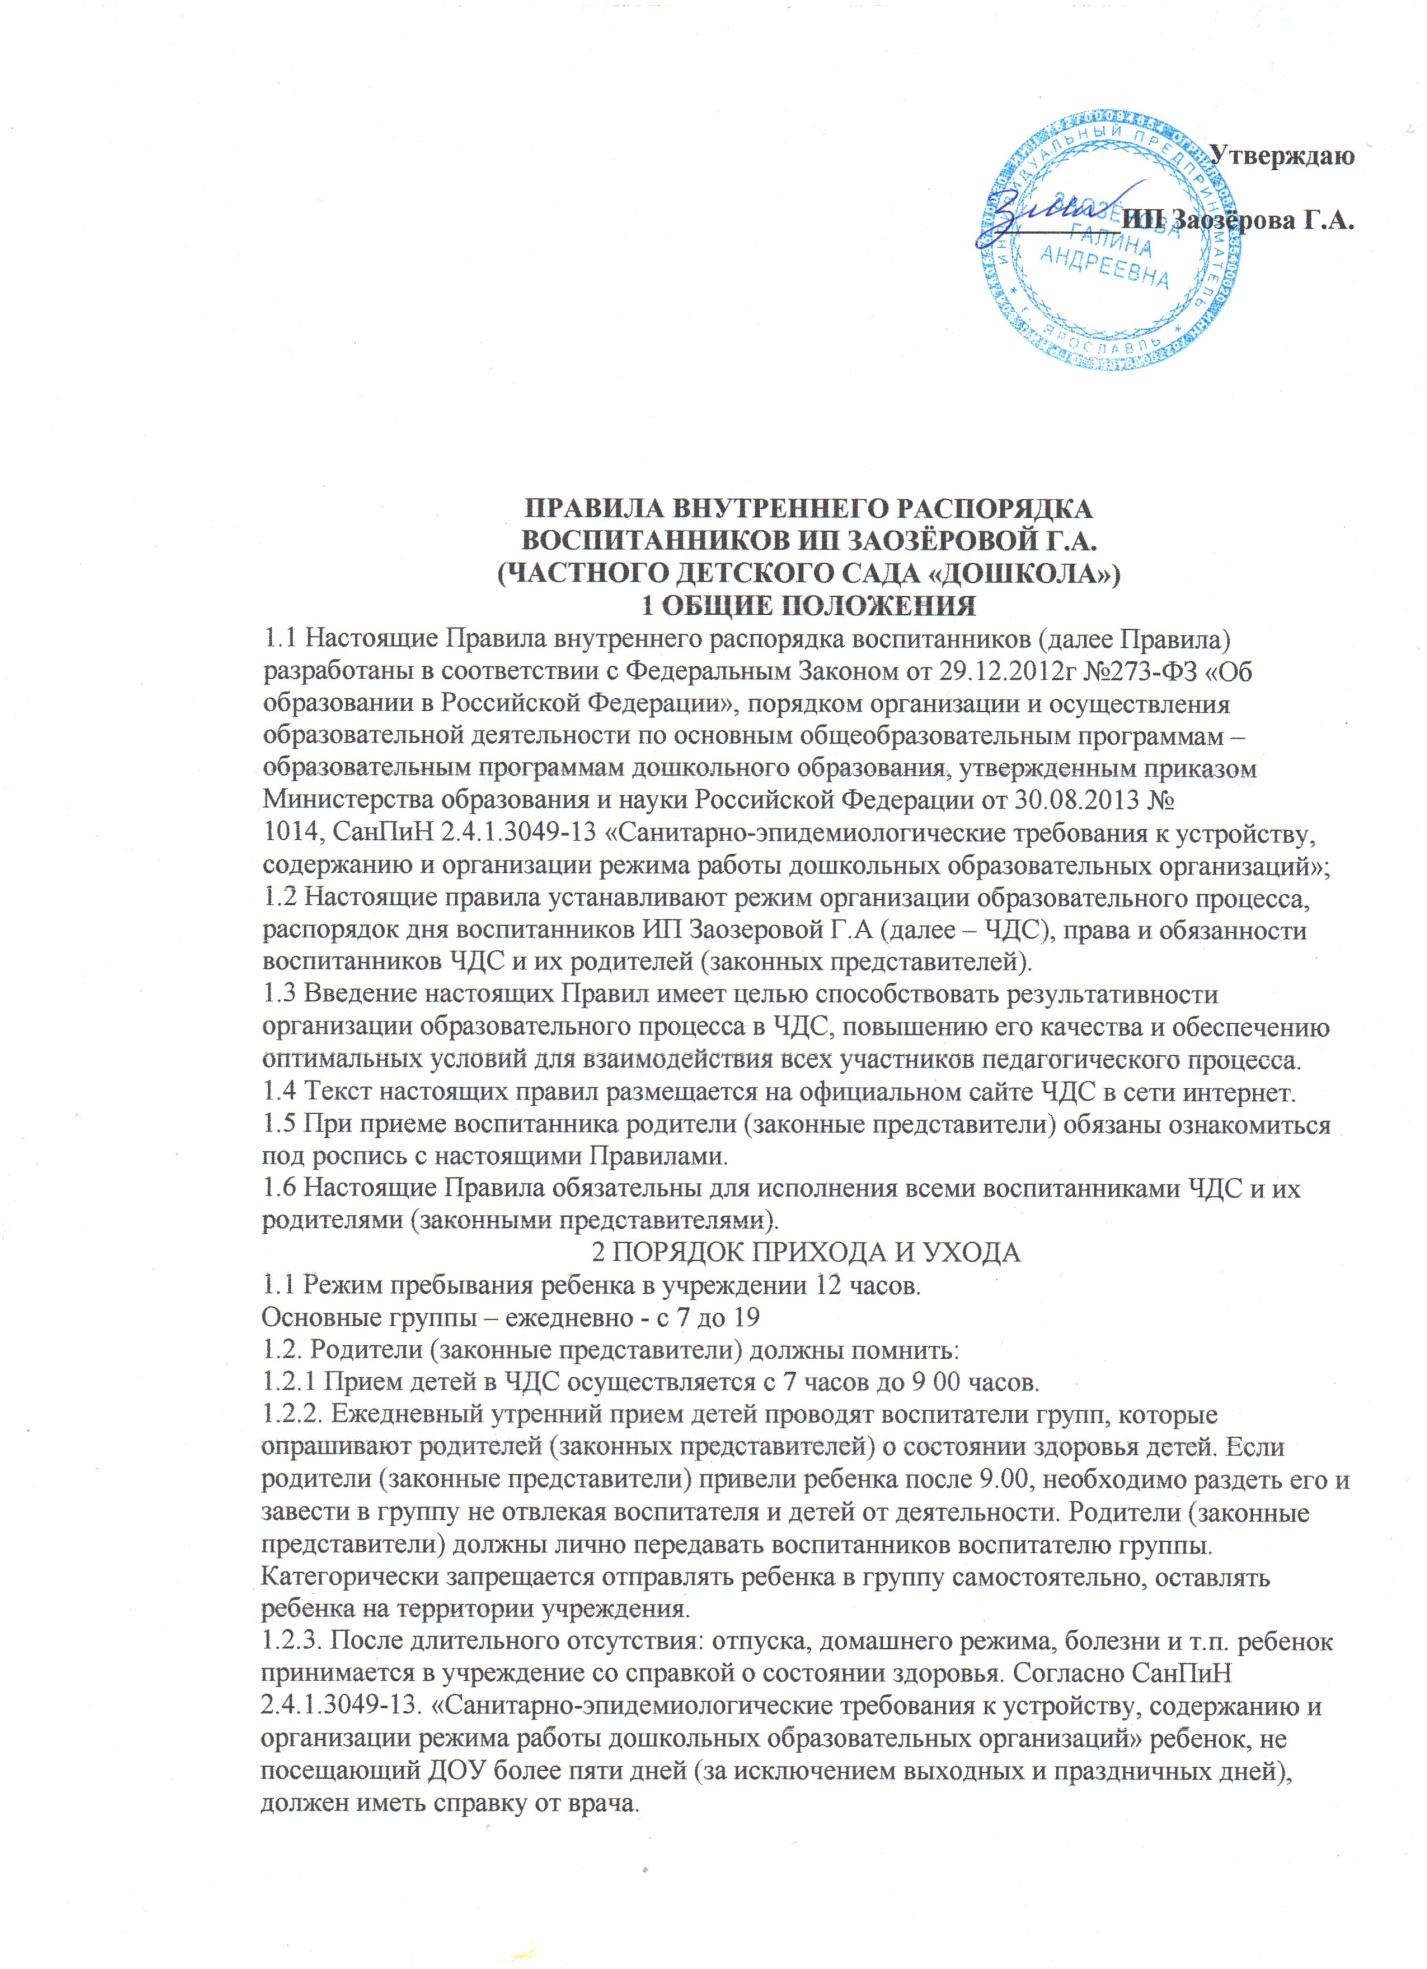 Утверждаю
ИП Заозёрова Г.А.
ИНДИВИДУАЛЬНЫЙ ПРЕДПРИНИМАТЕЛЬ
* г. ЯРОСЛАВЛЬ *
ЗАОЗЁРОВА
ГАЛИНА
АНДРЕЕВНА
ПРАВИЛА ВНУТРЕННЕГО РАСПОРЯДКА
ВОСПИТАННИКОВ ИП ЗАОЗЁРОВОЙ Г.А.
(ЧАСТНОГО ДЕТСКОГО САДА «ДОШКОЛА»)
1 ОБЩИЕ ПОЛОЖЕНИЯ
1.1 Настоящие Правила внутреннего распорядка воспитанников (далее Правила)
разработаны в соответствии с Федеральным Законом от 29.12.2012г №273-ФЗ «Об
образовании в Российской Федерации», порядком организации и осуществления
образовательной деятельности по основным общеобразовательным программам –
образовательным программам дошкольного образования, утвержденным приказом
Министерства образования и науки Российской Федерации от 30.08.2013 №
1014, СанПиН 2.4.1.3049-13 «Санитарно-эпидемиологические требования к устройству,
содержанию и организации режима работы дошкольных образовательных организаций»;
1.2 Настоящие правила устанавливают режим организации образовательного процесса,
распорядок дня воспитанников ИП Заозеровой Г.А (далее – ЧДС), права и обязанности
воспитанников ЧДС и их родителей (законных представителей).
1.3 Введение настоящих Правил имеет целью способствовать результативности
организации образовательного процесса в ЧДС, повышению его качества и обеспечению
оптимальных условий для взаимодействия всех участников педагогического процесса.
1.4 Текст настоящих правил размещается на официальном сайте ЧДС в сети интернет.
1.5 При приеме воспитанника родители (законные представители) обязаны ознакомиться
под роспись с настоящими Правилами.
1.6 Настоящие Правила обязательны для исполнения всеми воспитанниками ЧДС и их
родителями (законными представителями).
2 ПОРЯДОК ПРИХОДА И УХОДА
1.1 Режим пребывания ребенка в учреждении 12 часов.
Основные группы – ежедневно - с 7 до 19
1.2. Родители (законные представители) должны помнить:
1.2.1 Прием детей в ЧДС осуществляется с 7 часов до 9 00 часов.
1.2.2. Ежедневный утренний прием детей проводят воспитатели групп, которые
опрашивают родителей (законных представителей) о состоянии здоровья детей. Если
родители (законные представители) привели ребенка после 9.00, необходимо раздеть его и
завести в группу не отвлекая воспитателя и детей от деятельности. Родители (законные
представители) должны лично передавать воспитанников воспитателю группы.
Категорически запрещается отправлять ребенка в группу самостоятельно, оставлять
ребенка на территории учреждения.
1.2.3. После длительного отсутствия: отпуска, домашнего режима, болезни и т.п. ребенок
принимается в учреждение со справкой о состоянии здоровья. Согласно СанПиН
2.4.1.3049-13. «Санитарно-эпидемиологические требования к устройству, содержанию и
организации режима работы дошкольных образовательных организаций» ребенок, не
посещающий ДОУ более пяти дней (за исключением выходных и праздничных дней),
должен иметь справку от врача.